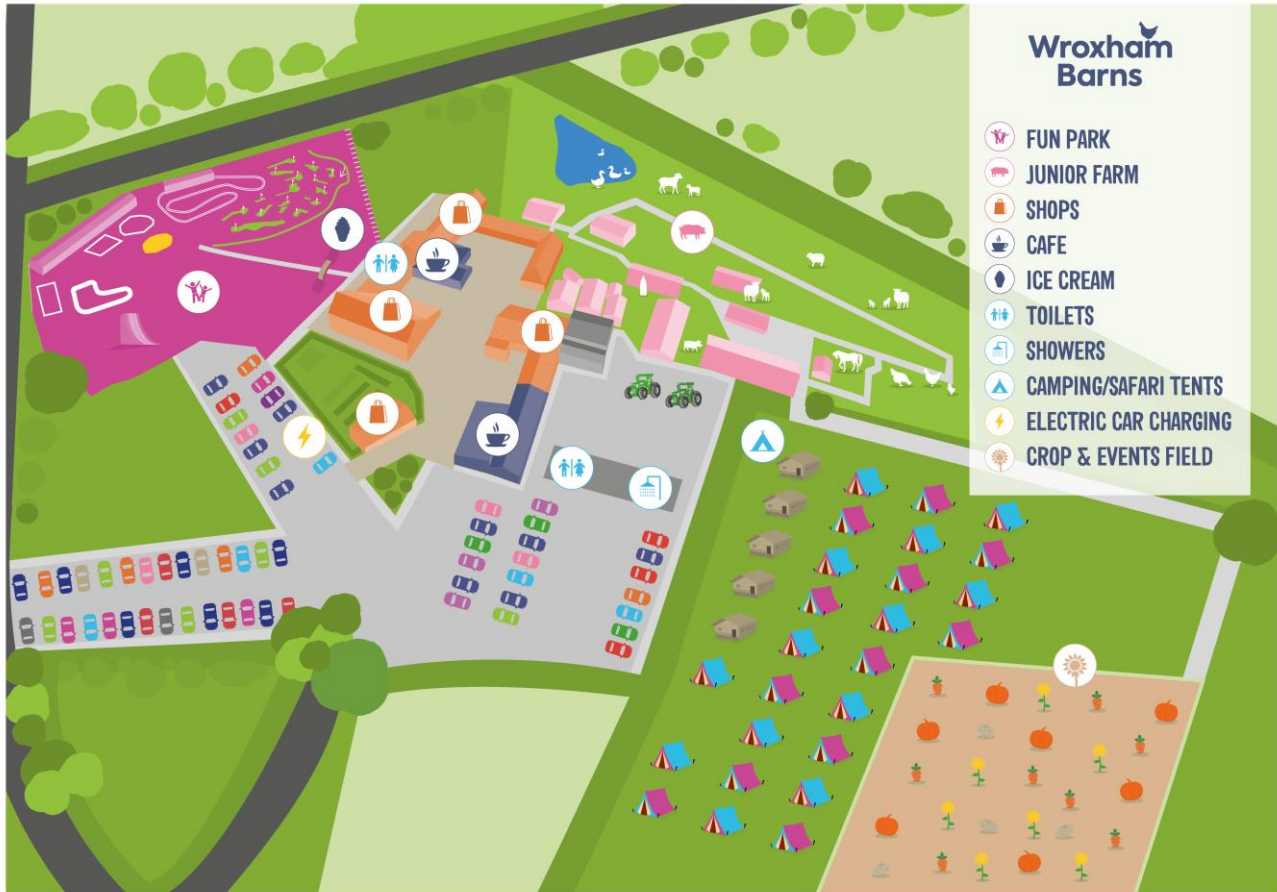 Wroxham
Barns
FUN PARK
JUNIOR FARM
SHOPS
CAFE
ICE CREAM
TOILETS
SHOWERS
CAMPING/SAFARI TENTS
ELECTRIC CAR CHARGING
CROP & EVENTS FIELD